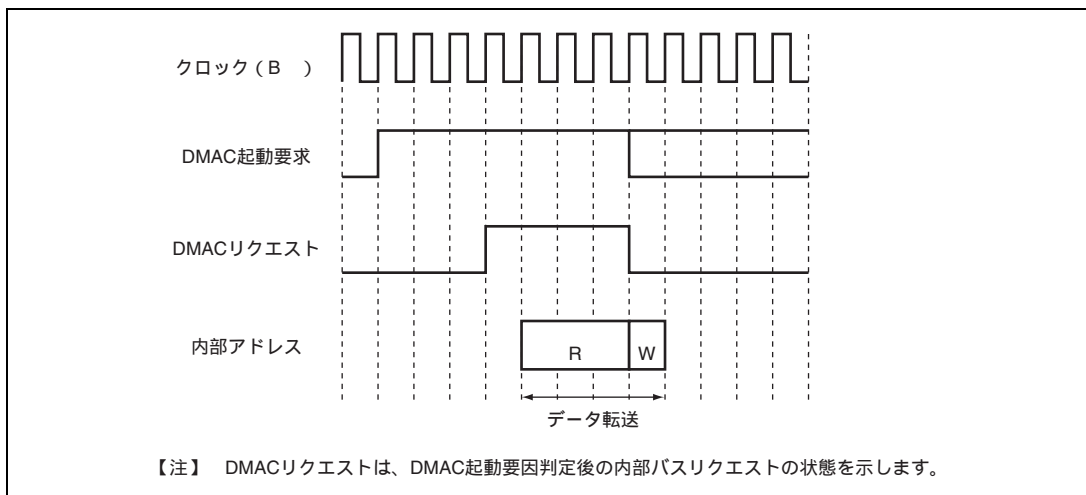 クロック（B　）
DMAC起動要求
DMACリクエスト
内部アドレス
R
W
データ転送
【注】　DMACリクエストは、DMAC起動要因判定後の内部バスリクエストの状態を示します。